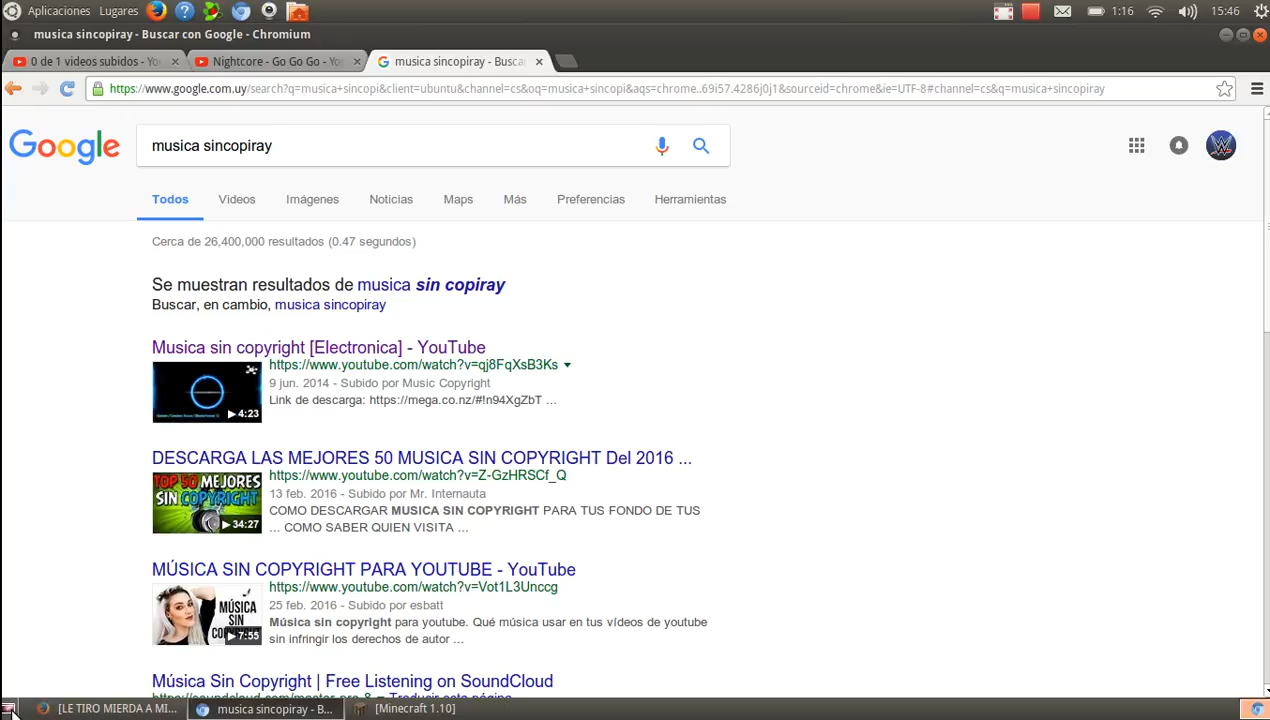 Aplicaciones Lugares 1:16 15:46
musica sincopiray - Buscar con Google - Chromium
0 de 1 videos subidos - Yo Nightcore - Go Go Go - Yo musica sincopiray - Busca
https://www.google.com.uy/search?q=musica+sincopi&client=ubuntu&channel=cs&oq=musica+sincopi&aqs=chrome..69i57.4286j0j1&sourceid=chrome&ie=UTF-8#channel=cs&q=musica+sincopiray
Google musica sincopiray
Todos Videos Imágenes Noticias Maps Más Preferencias Herramientas
Cerca de 26,400,000 resultados (0.47 segundos)
Se muestran resultados de musica sin copiray
Buscar, en cambio, musica sincopiray
Musica sin copyright [Electronica] - YouTube
https://www.youtube.com/watch?v=qj8FqXsB3Ks
9 jun. 2014 - Subido por Music Copyright
Link de descarga: https://mega.co.nz/#!n94XgZbT ...
4:23
DESCARGA LAS MEJORES 50 MUSICA SIN COPYRIGHT Del 2016 ...
https://www.youtube.com/watch?v=Z-GzHRSCf_Q
13 feb. 2016 - Subido por Mr. Internauta
COMO DESCARGAR MUSICA SIN COPYRIGHT PARA TUS FONDO DE TUS
... COMO SABER QUIEN VISITA ...
TOP 50 MEJORES
SIN COPYRIGHT
34:27
MÚSICA SIN COPYRIGHT PARA YOUTUBE - YouTube
https://www.youtube.com/watch?v=Vot1L3Unccg
25 feb. 2016 - Subido por esbatt
Música sin copyright para youtube. Qué música usar en tus vídeos de youtube
sin infringir los derechos de autor ...
MÚSICA
SIN
7:55
Música Sin Copyright | Free Listening on SoundCloud
[LE TIRO MIERDA A MI... musica sincopiray - B... [Minecraft 1.10]